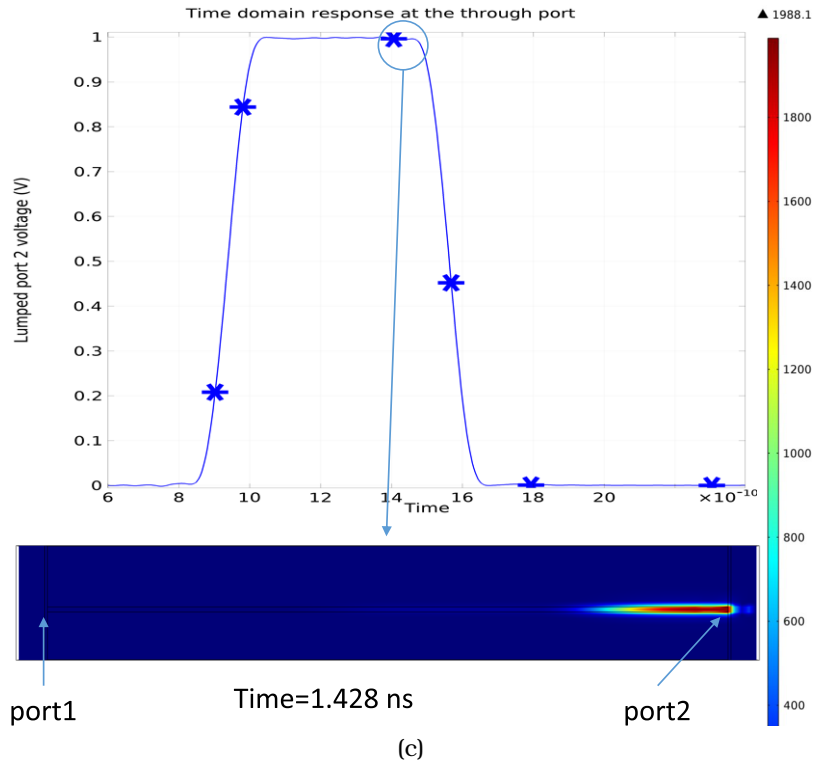 Time domain response at the through port
▲ 1988.1
1
0.9
0.8
0.7
0.6
0.5
0.4
0.3
0.2
0.1
0
Lumped port 2 voltage (V)
6 8 10 12 14 16 18 20 ×10⁻¹⁰
Time
1800
1600
1400
1200
1000
800
600
400
port1
Time=1.428 ns
port2
(c)